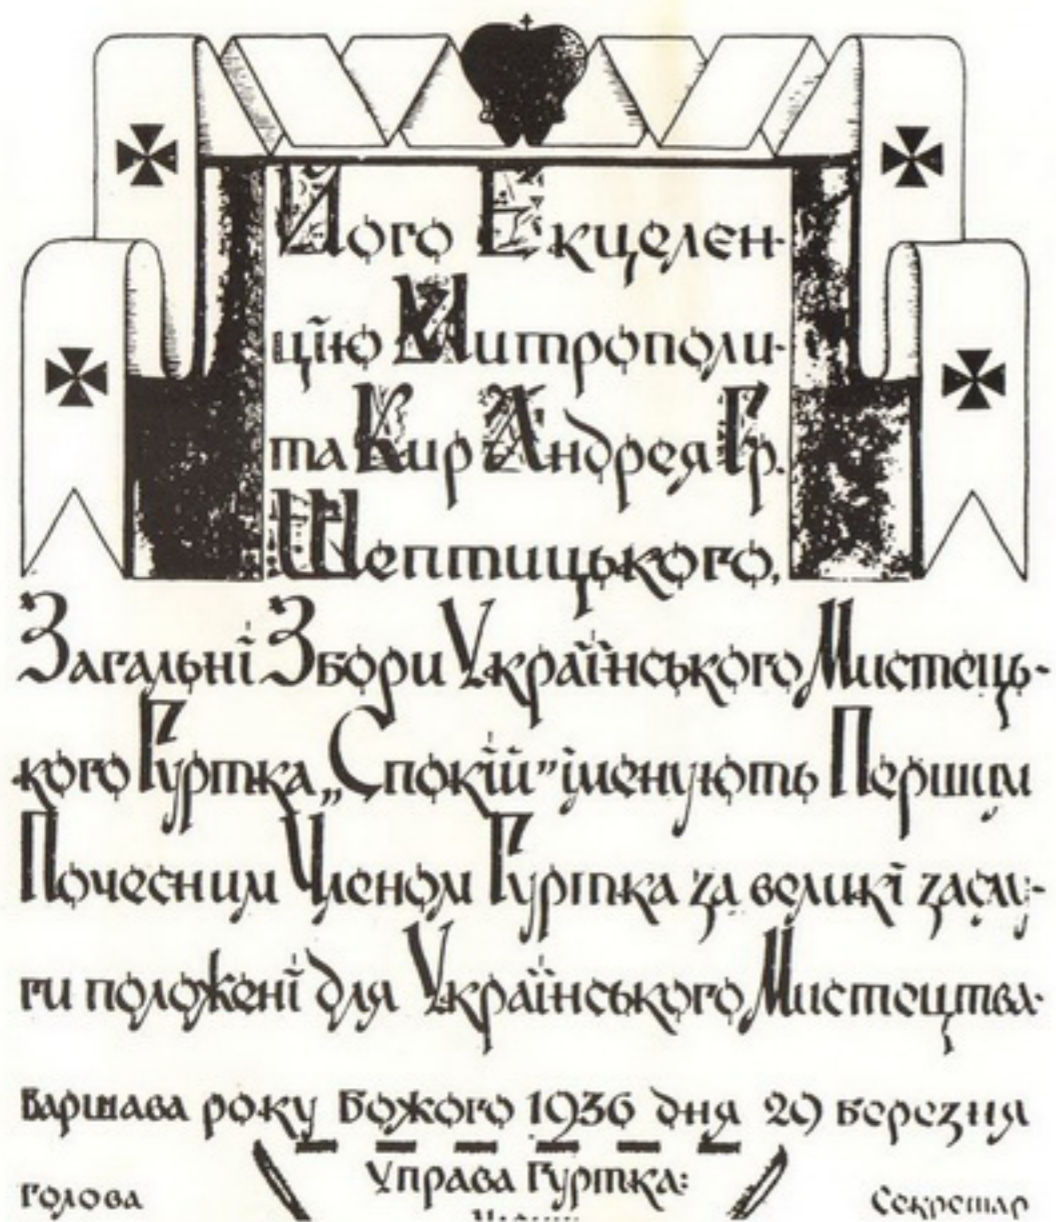 Його Екцелен-
цію Митрополи-
та Кир Андрея Гр.
Шептицького,
Загальні Збори Українського Мистець-
кого Гуртка „Спокій” іменують Першим
Почесним Членом Гуртка за великі заслу-
ги положені для Українського Мистецтва.
Варшава року Божого 1936 дня 29 березня
Управа Гуртка:
Голова Секретар